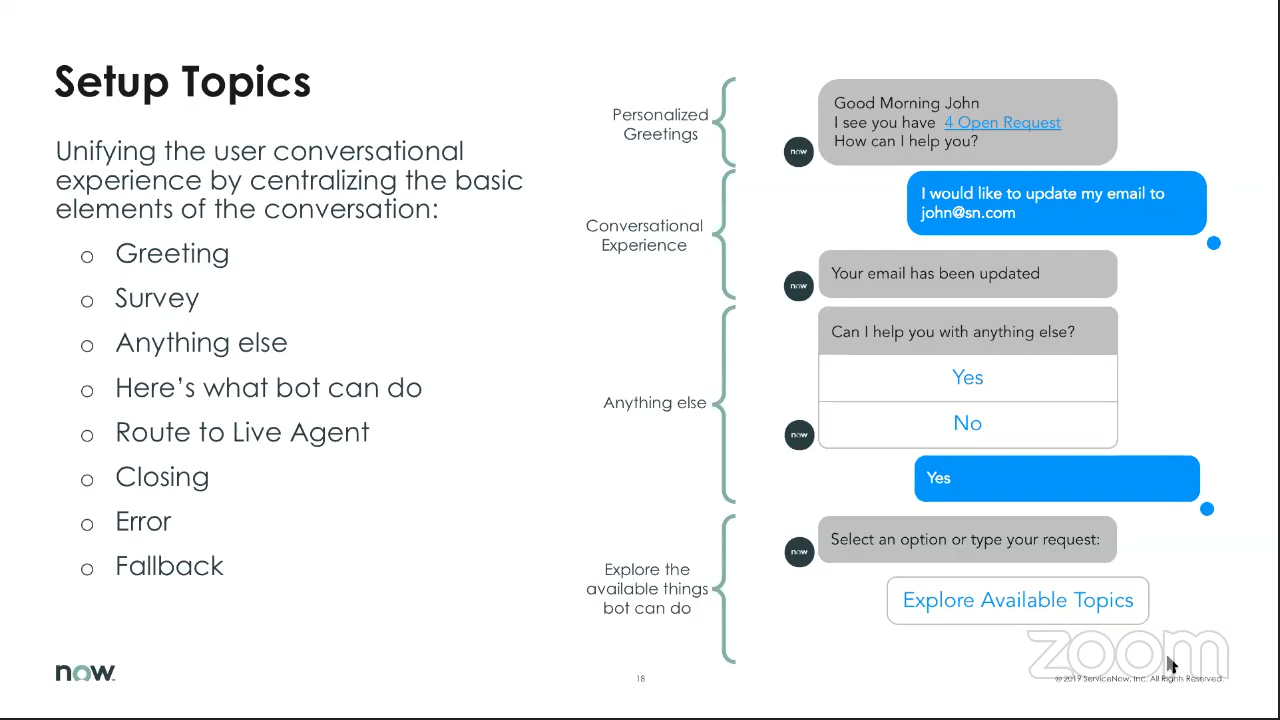 Setup Topics
Unifying the user conversational
experience by centralizing the basic
elements of the conversation:
o Greeting
o Survey
o Anything else
o Here's what bot can do
o Route to Live Agent
o Closing
o Error
o Fallback
Personalized
Greetings
Conversational
Experience
Anything else
Explore the
available things
bot can do
Good Morning John
I see you have 4 Open Request
How can I help you?
now
I would like to update my email to
john@sn.com
Your email has been updated
now
Can I help you with anything else?
Yes
No
now
Yes
Select an option or type your request:
now
Explore Available Topics
zoom
now
18
© 2019 ServiceNow, Inc. All Rights Reserved.